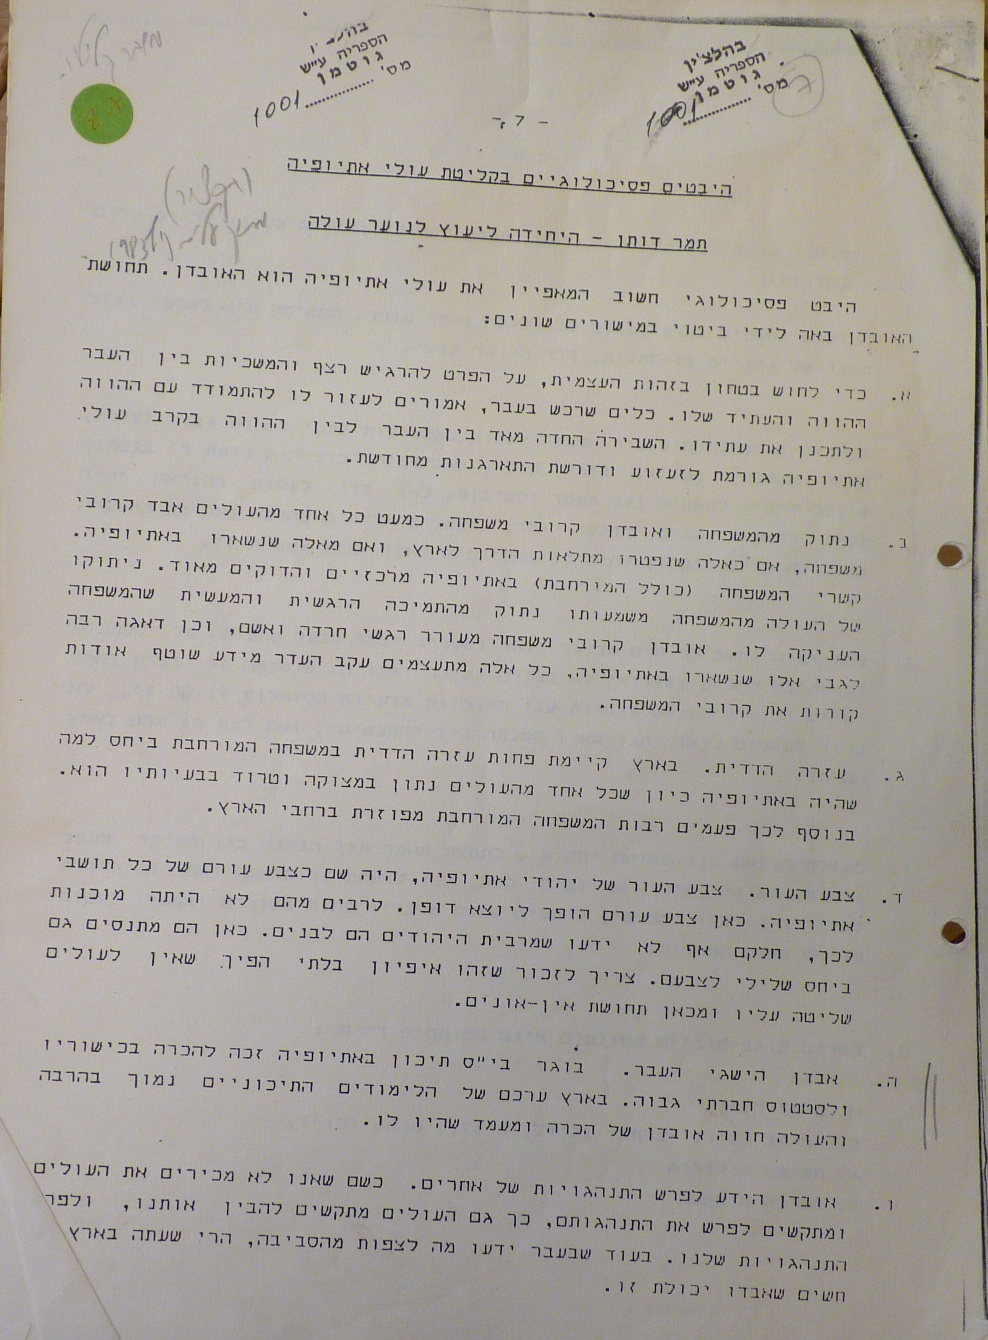 בהלצ"ין
הספריה ע"ש
גוטמן
מס' 1001
בהלצ"ין
הספריה ע"ש
גוטמן
מס' 1001
- 7 -
היבטים פסיכולוגיים בקליטת עולי אתיופיה
תמר דותן - היחידה ליעוץ לנוער עולה
1983
היבט פסיכולוגי חשוב המאפיין את עולי אתיופיה הוא האובדן. תחושת
האובדן באה לידי ביטוי במישורים שונים:
א. כדי לחוש בטחון בזהות העצמית, על הפרט להרגיש רצף והמשכיות בין העבר
ההווה והעתיד שלו. כלים שרכש בעבר, אמורים לעזור לו להתמודד עם ההווה
ולתכנן את עתידו. השבירה החדה מאד בין העבר לבין ההווה בקרב עולי
אתיופיה גורמת לזעזוע ודורשת התארגנות מחודשת.
ב. נתוק מהמשפחה ואובדן קרובי משפחה. כמעט כל אחד מהעולים אבד קרובי
משפחה, אם כאלה שנפטרו מתלאות הדרך לארץ, ואם מאלה שנשארו באתיופיה.
קשרי המשפחה (כולל המורחבת) באתיופיה מרכזיים והדוקים מאוד. ניתוקו
של העולה מהמשפחה משמעותו נתוק מהתמיכה הרגשית והמעשית שהמשפחה
העניקה לו. אובדן קרובי משפחה מעורר רגשי חרדה ואשם, וכן דאגה רבה
לגבי אלו שנשארו באתיופיה, כל אלה מתעצמים עקב העדר מידע שוטף אודות
קורות את קרובי המשפחה.
ג. עזרה הדדית. בארץ קיימת פחות עזרה הדדית במשפחה המורחבת ביחס למה
שהיה באתיופיה כיון שכל אחד מהעולים נתון במצוקה וטרוד בבעיותיו הוא.
בנוסף לכך פעמים רבות המשפחה המורחבת מפוזרת ברחבי הארץ.
ד. צבע העור. צבע העור של יהודי אתיופיה, היה שם כצבע עורם של כל תושבי
אתיופיה. כאן צבע עורם הופך ליוצא דופן. לרבים מהם לא היתה מוכנות
לכך, חלקם אף לא ידעו שמרבית היהודים הם לבנים. כאן הם מתנסים גם
ביחס שלילי לצבעם. צריך לזכור שזהו איפיון בלתי הפיך שאין לעולים
שליטה עליו ומכאן תחושת אין-אונים.
ה. אבדן הישגי העבר. בוגר בי"ס תיכון באתיופיה זכה להכרה בכישוריו
ולסטטוס חברתי גבוה. בארץ ערכם של הלימודים התיכוניים נמוך בהרבה
והעולה חווה אובדן של הכרה ומעמד שהיו לו.
ו. אובדן הידע לפרש התנהגויות של אחרים. כשם שאנו לא מכירים את העולים
ומתקשים לפרש את התנהגותם, כך גם העולים מתקשים להבין אותנו, ולפר
התנהגויות שלנו. בעוד שבעבר ידעו מה לצפות מהסביבה, הרי שעתה בארץ
חשים שאבדו יכולת זו.